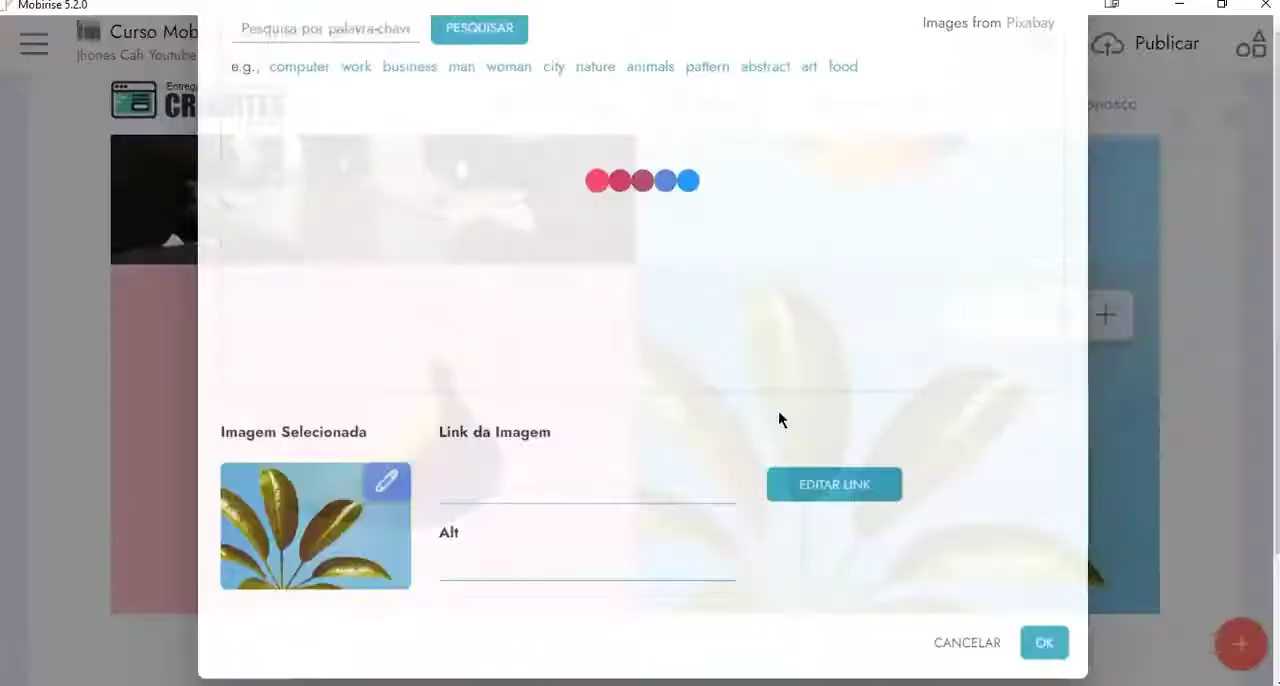 Mobirise 5.2.0
Curso Mob
Jhones Cah Youtube
Publicar
Pesquisa por palavra-chave
PESQUISAR
Images from Pixabay
e.g., computer work business man woman city nature animals pattern abstract art food
Entreg
Imagem Selecionada
Link da Imagem
EDITAR LINK
Alt
CANCELAR
OK